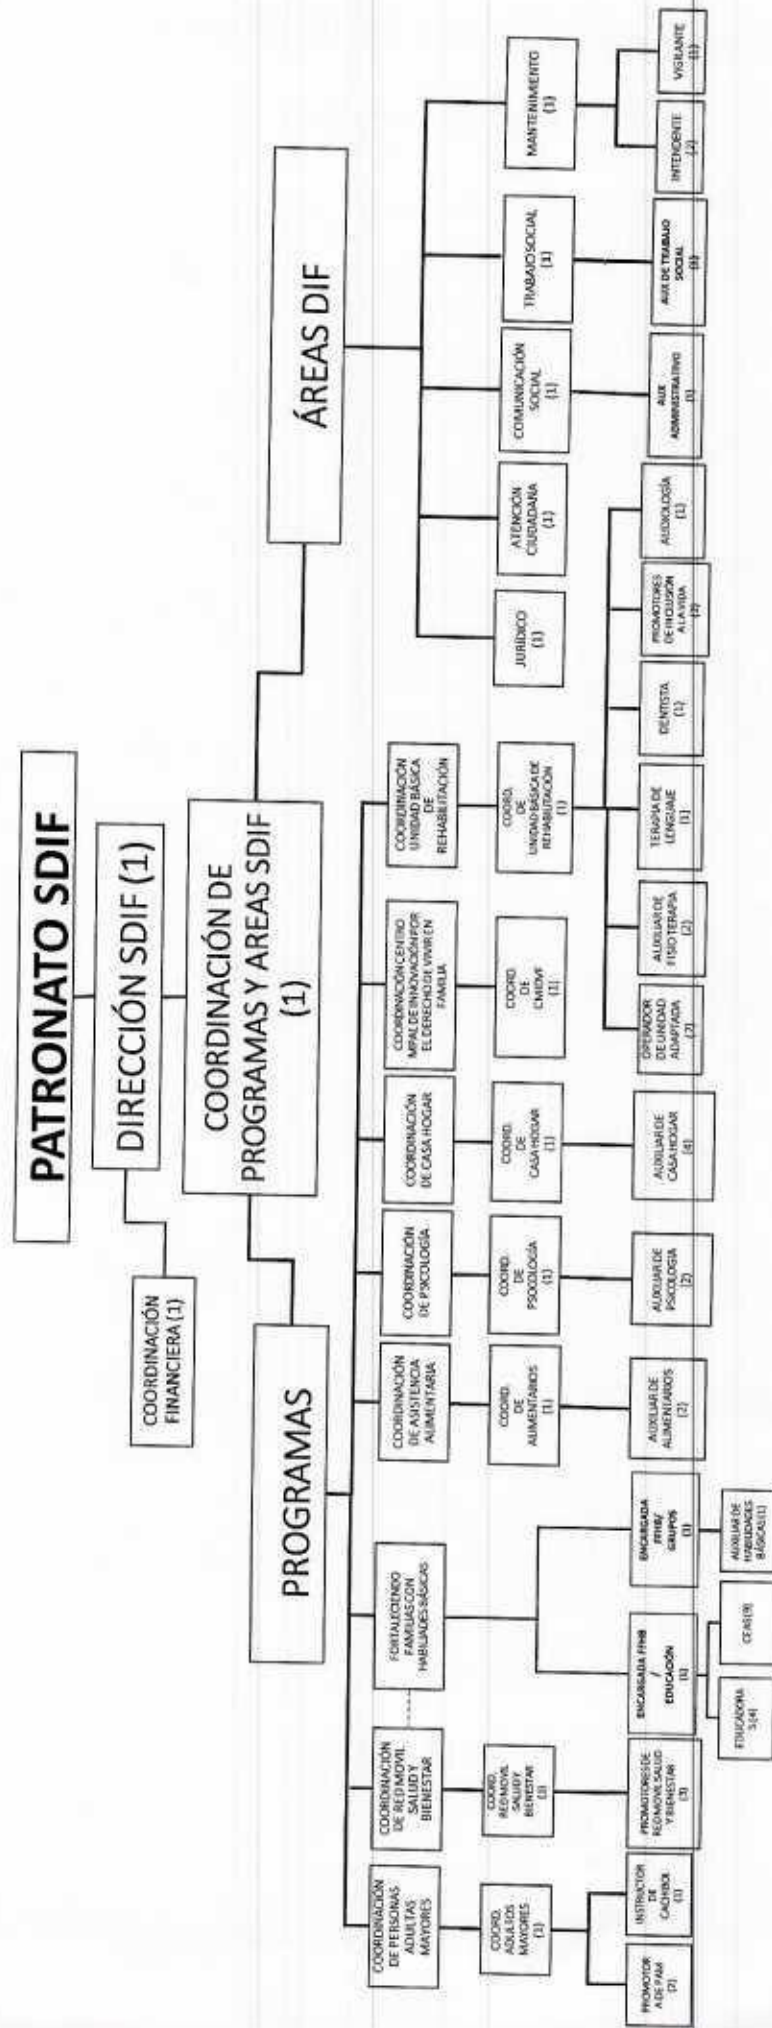 PATRONATO SDIF
DIRECCIÓN SDIF (1)
COORDINACIÓN
FINANCIERA (1)
COORDINACIÓN DE
PROGRAMAS Y AREAS SDIF
(1)
PROGRAMAS
ÁREAS DIF
COORDINACIÓN
DE PERSONAS
ADULTAS
MAYORES
COORDINACIÓN
DE RED MOVIL
SALUD Y
BIENESTAR
FORTALECIENDO
FAMILIAS CON
HABILIADES BÁSICAS
COORDINACIÓN
DE ASISTENCIA
ALIMENTARIA
COORDINACIÓN
DE PSICOLOGÍA
COORDINACIÓN
DE CASA HOGAR
COORDINACIÓN CENTRO
MPAL DE INNOVACIÓN POR
EL DERECHO DE VIVIR EN
FAMILIA
COORDINACIÓN
UNIDAD BÁSICA
DE
REHABILITACIÓN
COORD.
ADULTOS
MAYORES
(1)
COORD.
RED MOVIL
SALUD Y
BIENESTAR
COORD.
DE
ALIMENTARIOS
(1)
COORD.
DE
PSOCOLOGÍA
(1)
COORD.
DE
CASA HOGAR
(1)
COORD.
DE
CMIDVF
(1)
COORD.
DE
UNIDAD BÁSICA DE
REHABILITACIÓN
(1)
JURÍDICO
(1)
ATENCIÓN
CIUDADANA
(1)
COMUNICACIÓN
SOCIAL
(1)
TRABAJO SOCIAL
(1)
MANTENIMIENTO
(1)
PROMOTOR
A DE PAM
(2)
INSTRUCTOR
DE
CACHIBOL
(1)
PROMOTORES DE
RED MOVIL SALUD
Y BIENESTAR
(3)
ENCARGADA FFHB
/
EDUCACIÓN
(1)
ENCARGADA
FFHB/
GRUPOS
AUXILIAR DE
ALIMENTARIOS
(2)
AUXILIAR DE
PSICOLOGIA
(2)
AUXILIAR DE
CASA HOGAR
(4)
OPERADOR
DE UNIDAD
ADAPTADA
AUXILIAR DE
FISIO TERAPIA
(2)
TERAPIA DE
LENGUAJE
(1)
DENTISTA
(1)
PROMOTORES
DE INCLUSIÓN
A LA VIDA
(2)
AUDIOLOGÍA
(1)
AUX
ADMINISTRATIVO
AUX DE TRABAJO
SOCIAL
INTENDENTE
(2)
VIGILANTE
(1)
EDUCADORA
S (4)
CEAS(9)
AUXILIAR DE
HABILIDADES
BÁSICAS(1)